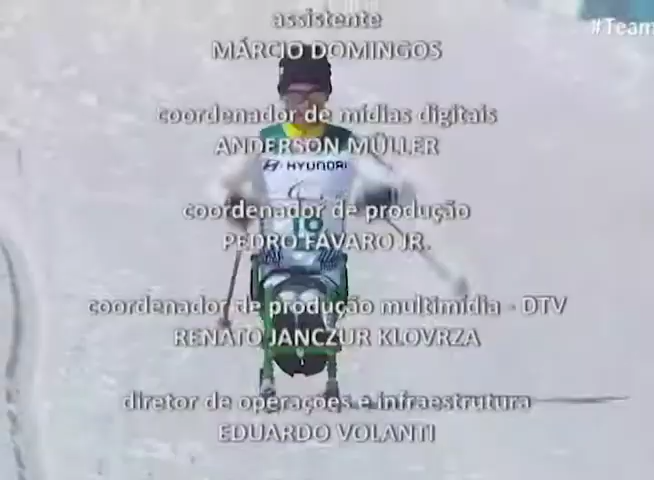 assistente
#Team
MÁRCIO DOMINGOS
coordenador de mídias digitais
ANDERSON MÜLLER
HYUNDAI
coordenador de produção
18
PEDRO FAVARO JR.
coordenador de produção multimídia - DTV
RENATO JANCZUR KLOVRZA
diretor de operações e infraestrutura
EDUARDO VOLANTI